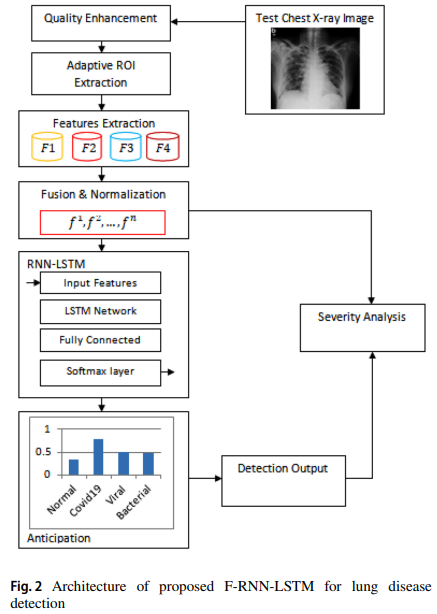 Quality Enhancement
Test Chest X-ray Image
Adaptive ROI
Extraction
Features Extraction
F1 F2 F3 F4
Fusion & Normalization
f¹,f²,...,fⁿ
RNN-LSTM
Input Features
LSTM Network
Fully Connected
Softmax layer
Severity Analysis
1
0.5
0
Normal
Covid19
Viral
Bacterial
Anticipation
Detection Output
Fig. 2 Architecture of proposed F-RNN-LSTM for lung disease
detection